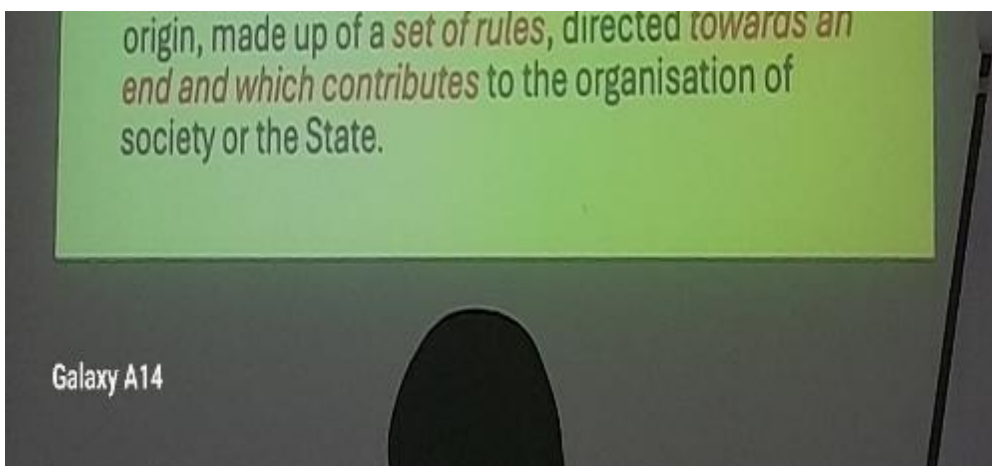 origin, made up of a set of rules, directed towards an
end and which contributes to the organisation of
society or the State.
Galaxy A14